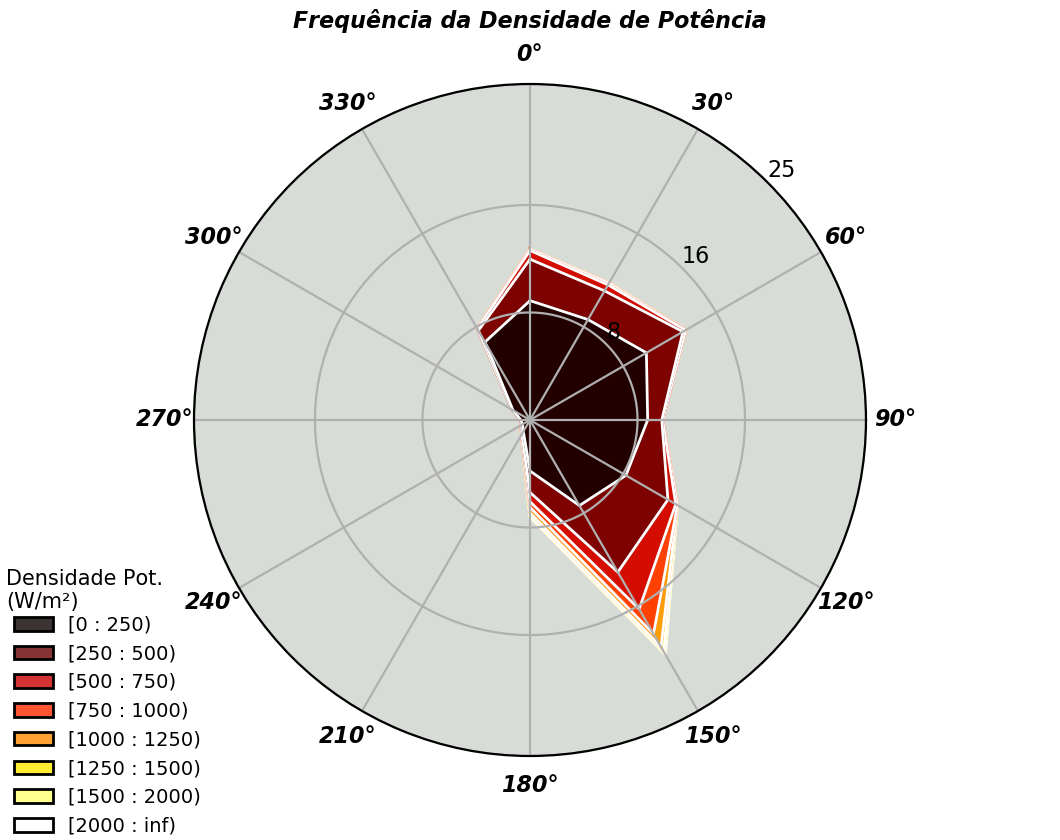 Frequência da Densidade de Potência
0°
330°
30°
25
300°
60°
16
8
270°
90°
240°
120°
210°
150°
180°
Densidade Pot.
(W/m²)
[0 : 250)
[250 : 500)
[500 : 750)
[750 : 1000)
[1000 : 1250)
[1250 : 1500)
[1500 : 2000)
[2000 : inf)